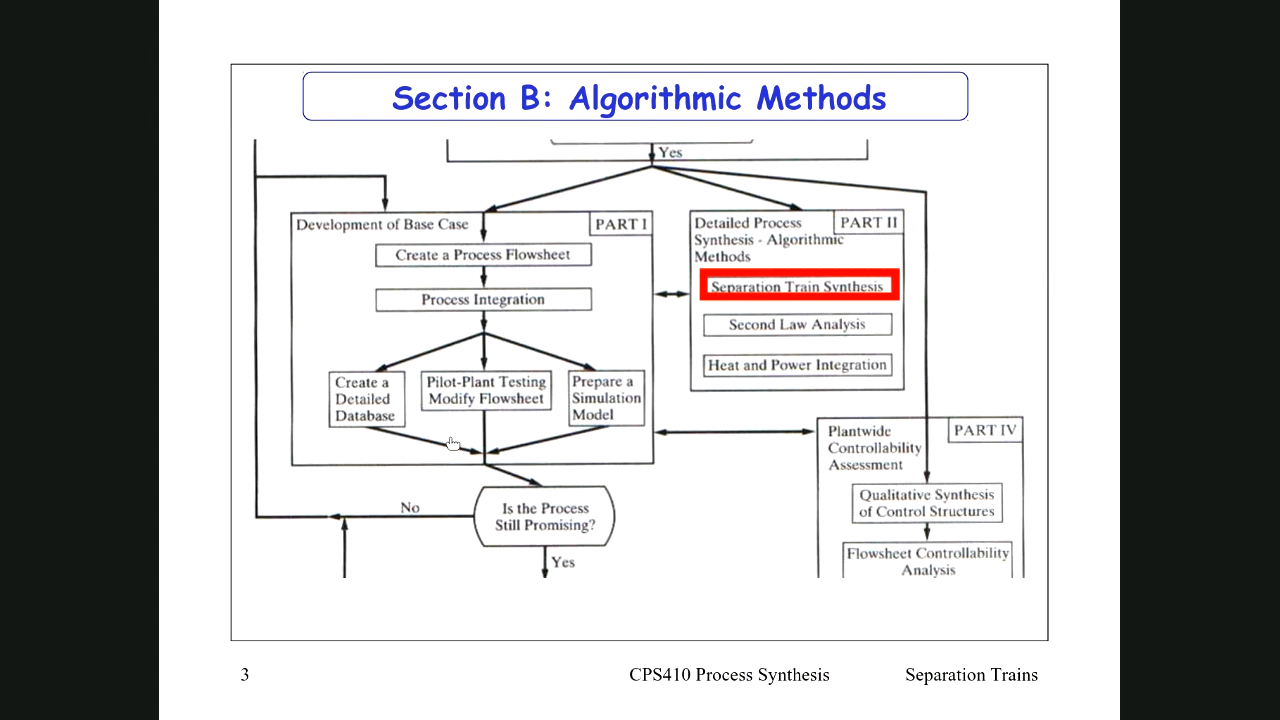 Section B: Algorithmic Methods
Yes
Development of Base Case
PART I
Create a Process Flowsheet
Process Integration
Create a
Detailed
Database
Pilot-Plant Testing
Modify Flowsheet
Prepare a
Simulation
Model
Detailed Process
Synthesis - Algorithmic
Methods
PART II
Separation Train Synthesis
Second Law Analysis
Heat and Power Integration
Plantwide
Controllability
Assessment
PART IV
Qualitative Synthesis
of Control Structures
Flowsheet Controllability
Analysis
No
Is the Process
Still Promising?
Yes
3
CPS410 Process Synthesis
Separation Trains